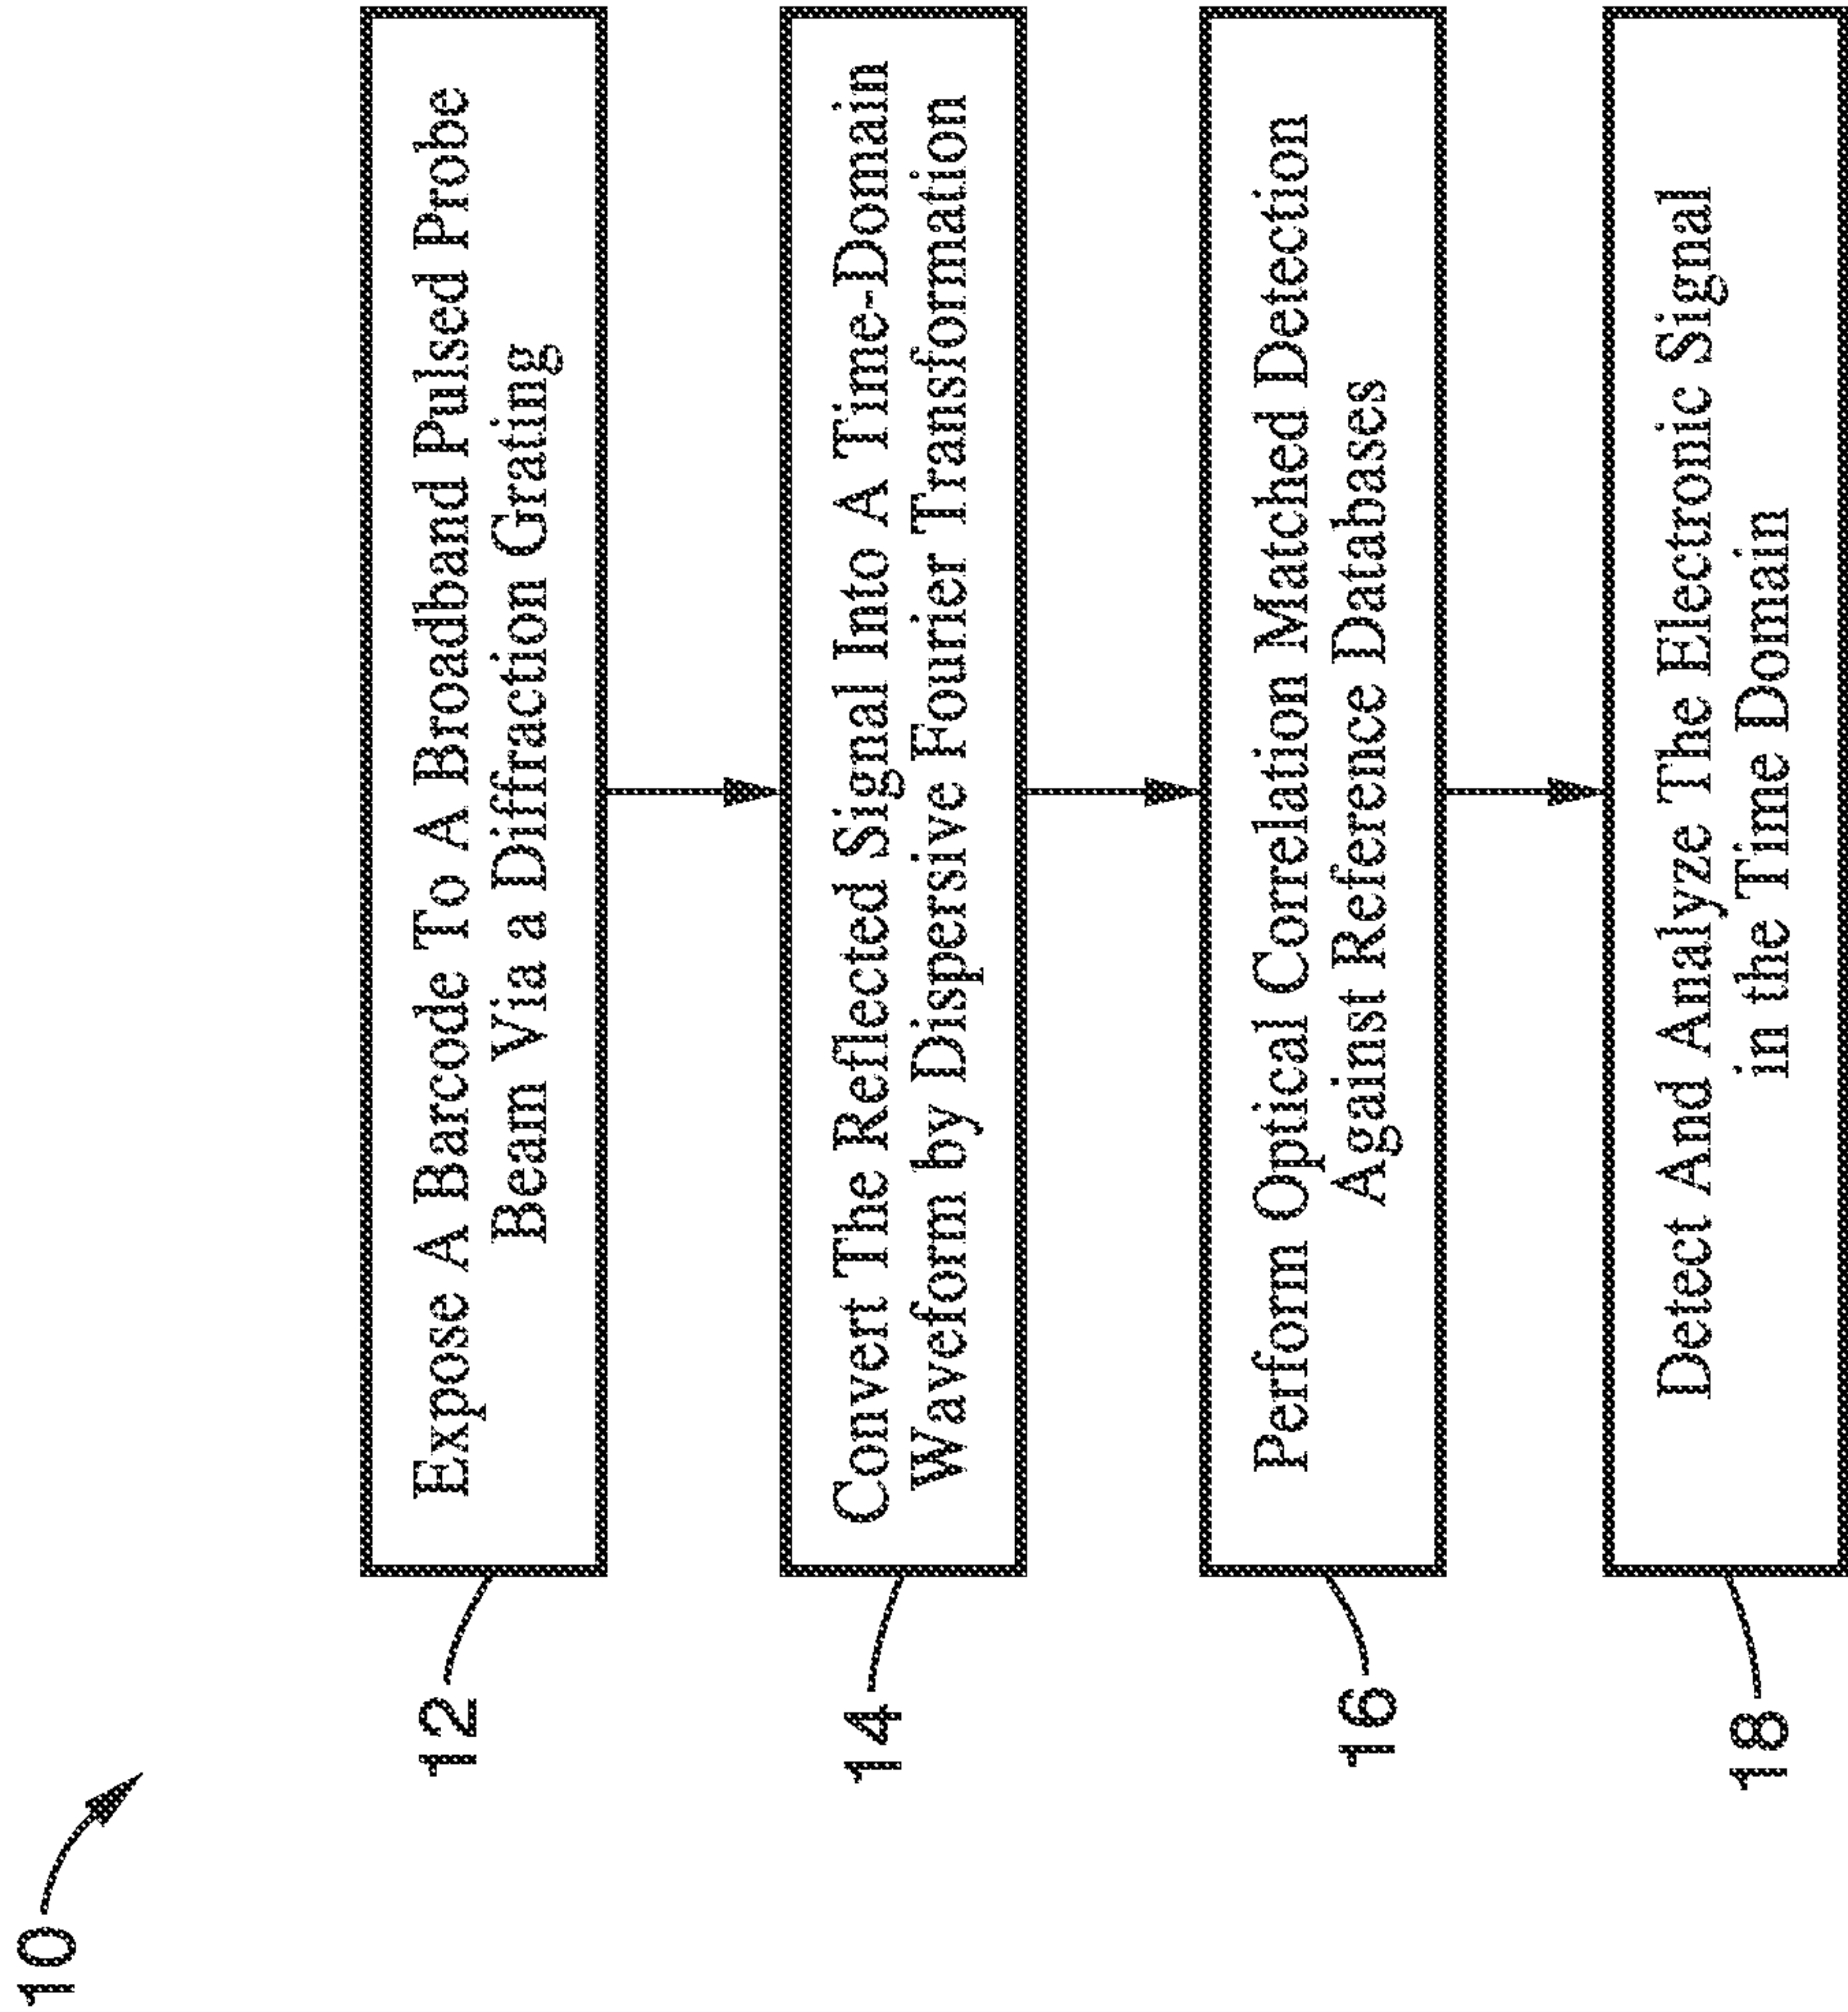 10
12
Expose A Barcode To A Broadband Pulsed Probe
Beam Via a Diffraction Grating
14
Convert The Reflected Signal Into A Time-Domain
Waveform by Dispersive Fourier Transformation
16
Perform Optical Correlation Matched Detection
Against Reference Databases
18
Detect And Analyze The Electronic Signal
in the Time Domain